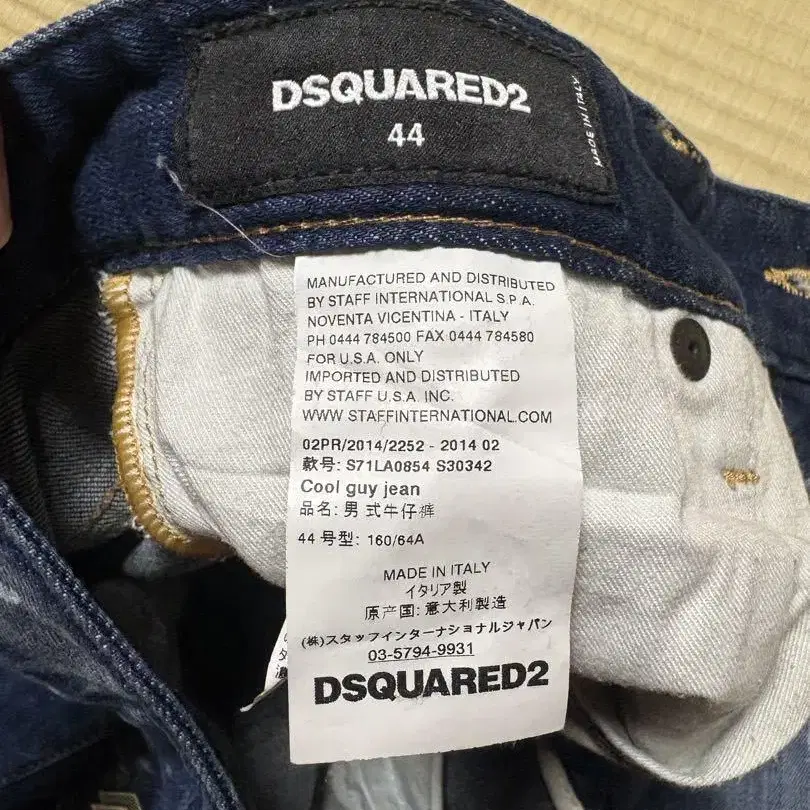 DSQUARED2
44
MADE IN ITALY
MANUFACTURED AND DISTRIBUTED
BY STAFF INTERNATIONAL S.P.A.
NOVENTA VICENTINA - ITALY
PH 0444 784500 FAX 0444 784580
FOR U.S.A. ONLY
IMPORTED AND DISTRIBUTED
BY STAFF U.S.A. INC.
WWW.STAFFINTERNATIONAL.COM
02PR/2014/2252 - 2014 02
款号: S71LA0854 S30342
Cool guy jean
品名: 男 式牛仔裤
44 号型: 160/64A
MADE IN ITALY
イタリア製
原产国: 意大利製造
(株)スタッフインターナショナルジャパン
03-5794-9931
DSQUARED2